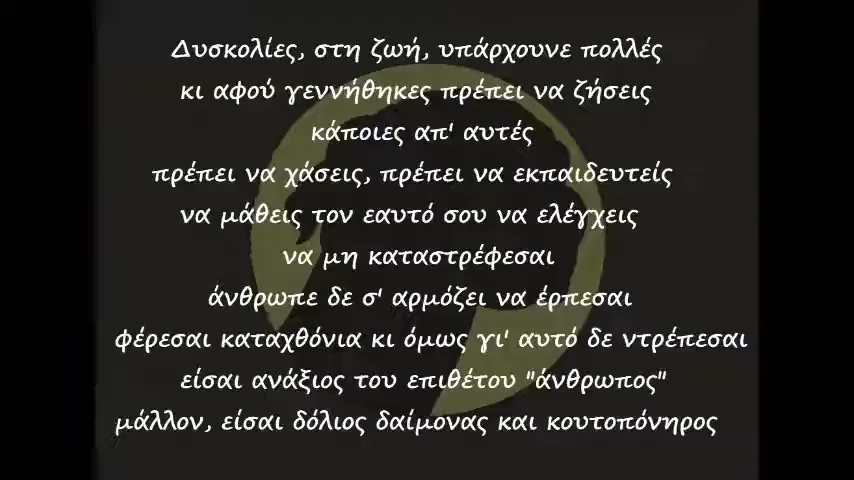 Δυσκολίες, στη ζωή, υπάρχουνε πολλές
κι αφού γεννήθηκες πρέπει να ζήσεις
κάποιες απ' αυτές
πρέπει να χάσεις, πρέπει να εκπαιδευτείς
να μάθεις τον εαυτό σου να ελέγχεις
να μη καταστρέφεσαι
άνθρωπε δε σ' αρμόζει να έρπεσαι
φέρεσαι καταχθόνια κι όμως γι' αυτό δε ντρέπεσαι
είσαι ανάξιος του επιθέτου "άνθρωπος"
μάλλον, είσαι δόλιος δαίμονας και κουτοπόνηρος